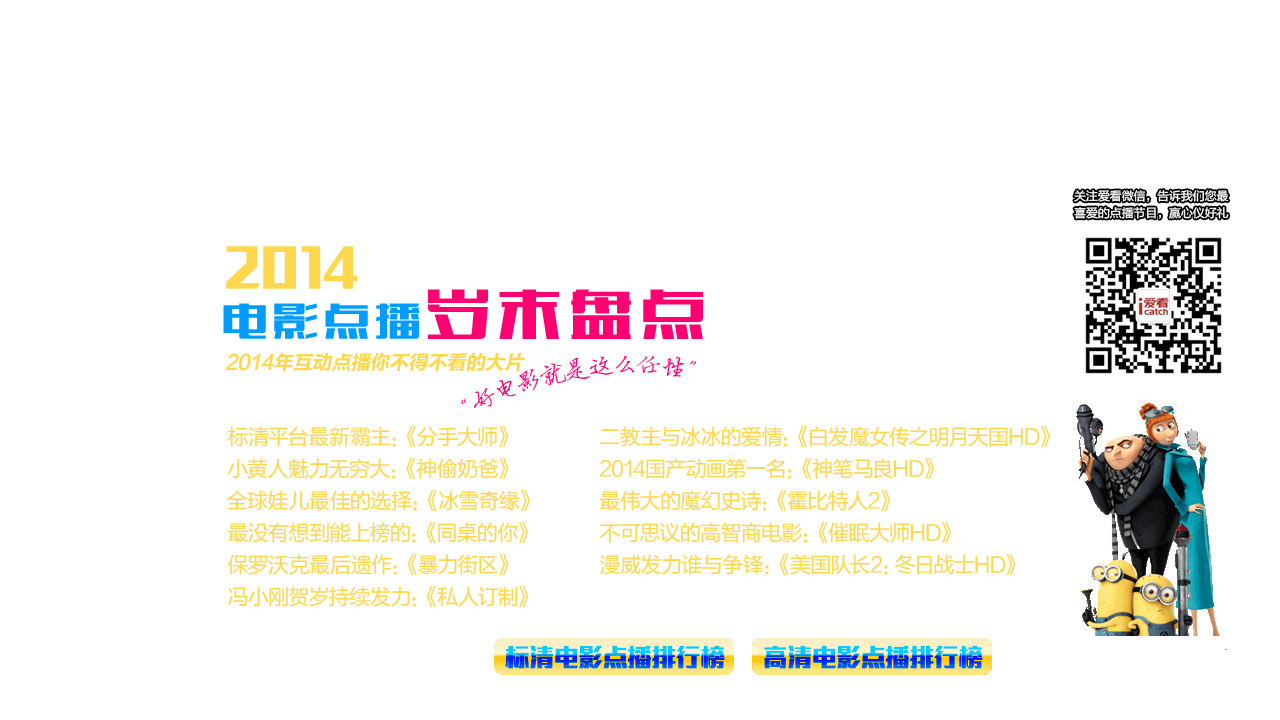 关注爱看微信，告诉我们您最
喜爱的点播节目，赢心仪好礼
i爱看
catch
2014
电影点播岁末盘点
2014年互动点播你不得不看的大片
“好电影就是这么任性”
标清平台最新霸主：《分手大师》
小黄人魅力无穷大：《神偷奶爸》
全球娃儿最佳的选择：《冰雪奇缘》
最没有想到能上榜的：《同桌的你》
保罗沃克最后遗作：《暴力街区》
冯小刚贺岁持续发力：《私人订制》
二教主与冰冰的爱情：《白发魔女传之明月天国HD》
2014国产动画第一名：《神笔马良HD》
最伟大的魔幻史诗：《霍比特人2》
不可思议的高智商电影：《催眠大师HD》
漫威发力谁与争锋：《美国队长2：冬日战士HD》
标清电影点播排行榜
高清电影点播排行榜